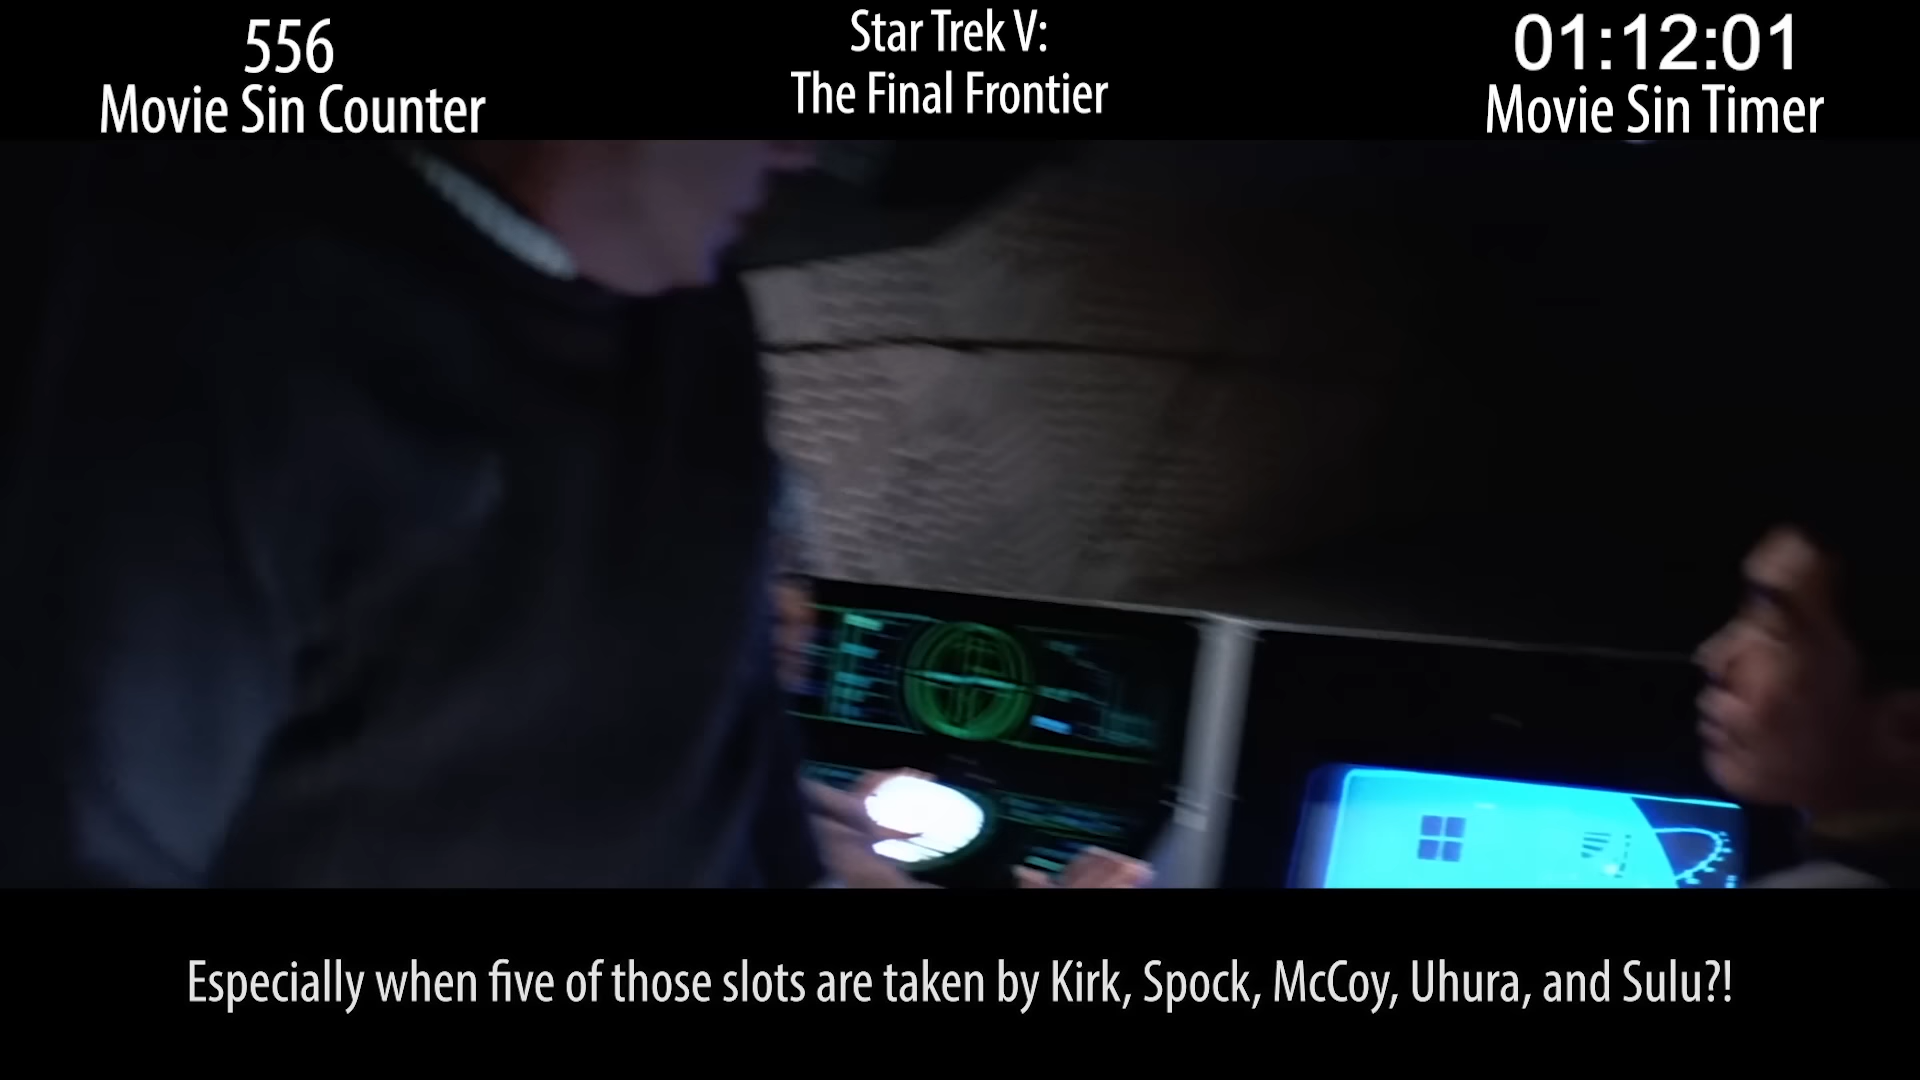 556
Movie Sin Counter
Star Trek V:
The Final Frontier
01:12:01
Movie Sin Timer
Especially when five of those slots are taken by Kirk, Spock, McCoy, Uhura, and Sulu?!